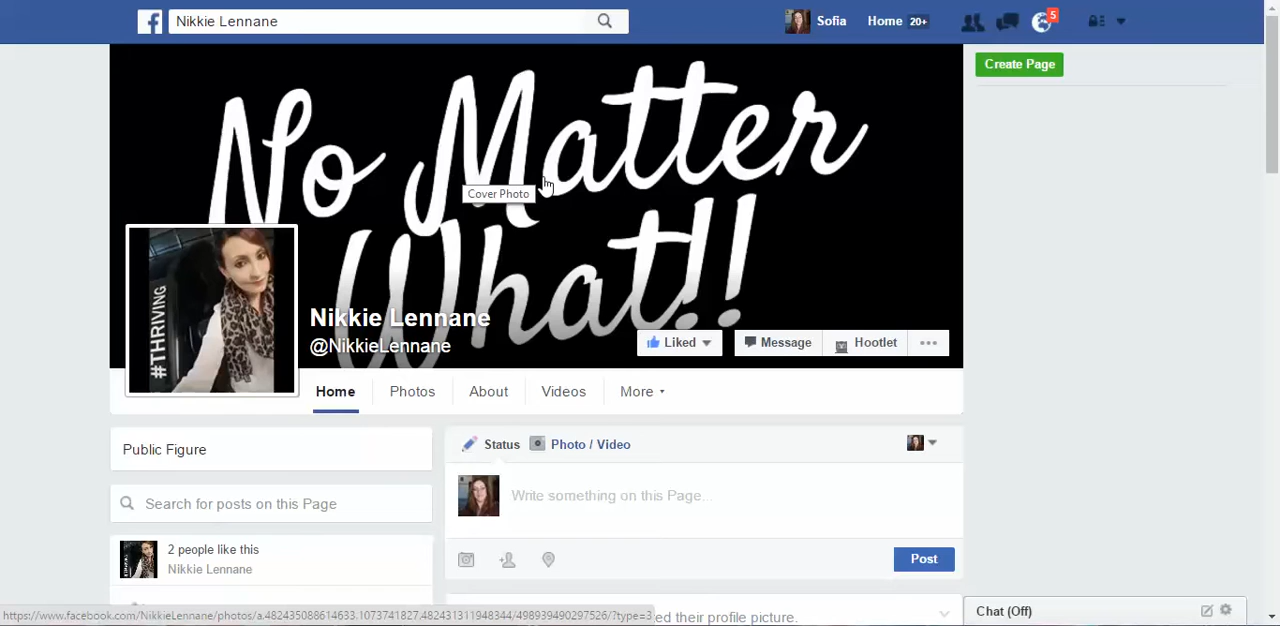 f Nikkie Lennane
Sofia Home 20+ 5
Create Page
No Matter
What!!
Cover Photo
#THRIVING
Nikkie Lennane
@NikkieLennane
Liked Message Hootlet
Home Photos About Videos More
Public Figure
Status Photo / Video
Search for posts on this Page
Write something on this Page...
2 people like this
Nikkie Lennane
Post
https://www.facebook.com/NikkieLennane/photos/a.482435088614633.1073741827.482431311948344/498939490297526/?type=3
ed their profile picture.
Chat (Off)